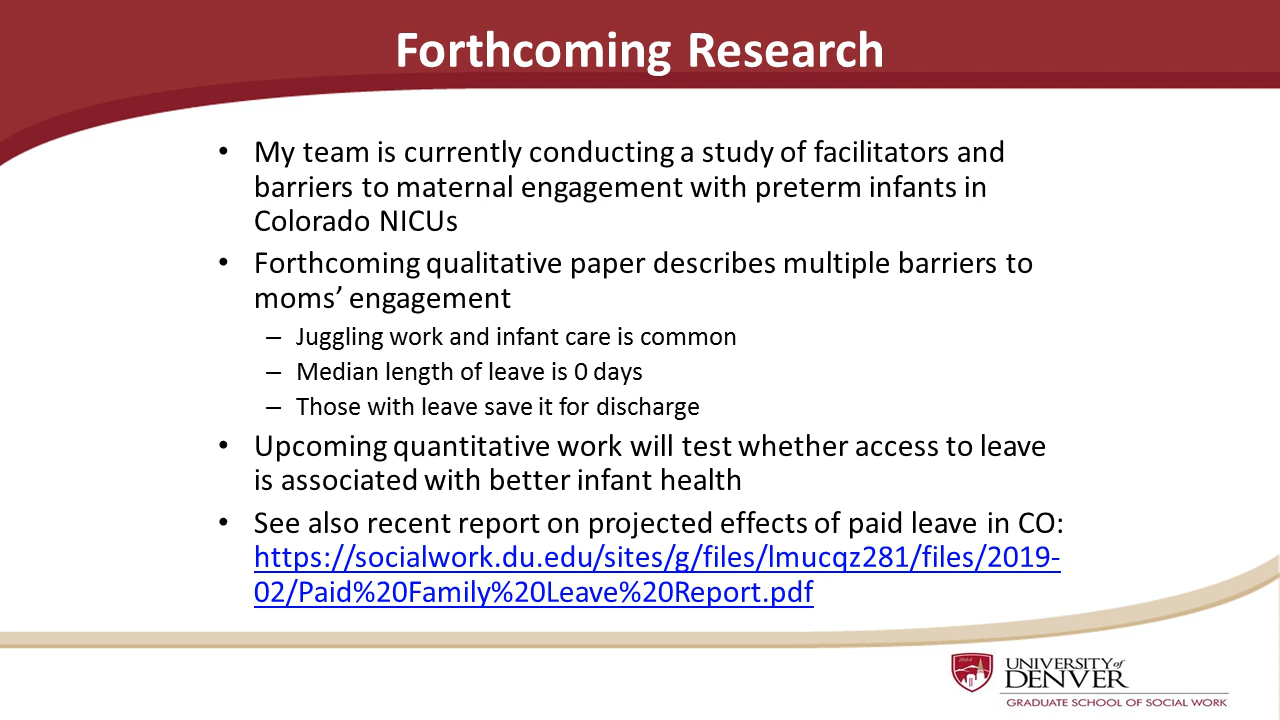 Forthcoming Research
• My team is currently conducting a study of facilitators and
barriers to maternal engagement with preterm infants in
Colorado NICUs
• Forthcoming qualitative paper describes multiple barriers to
moms’ engagement
– Juggling work and infant care is common
– Median length of leave is 0 days
– Those with leave save it for discharge
• Upcoming quantitative work will test whether access to leave
is associated with better infant health
• See also recent report on projected effects of paid leave in CO:
https://socialwork.du.edu/sites/g/files/lmucqz281/files/2019-
02/Paid%20Family%20Leave%20Report.pdf
UNIVERSITY of
DENVER
GRADUATE SCHOOL OF SOCIAL WORK